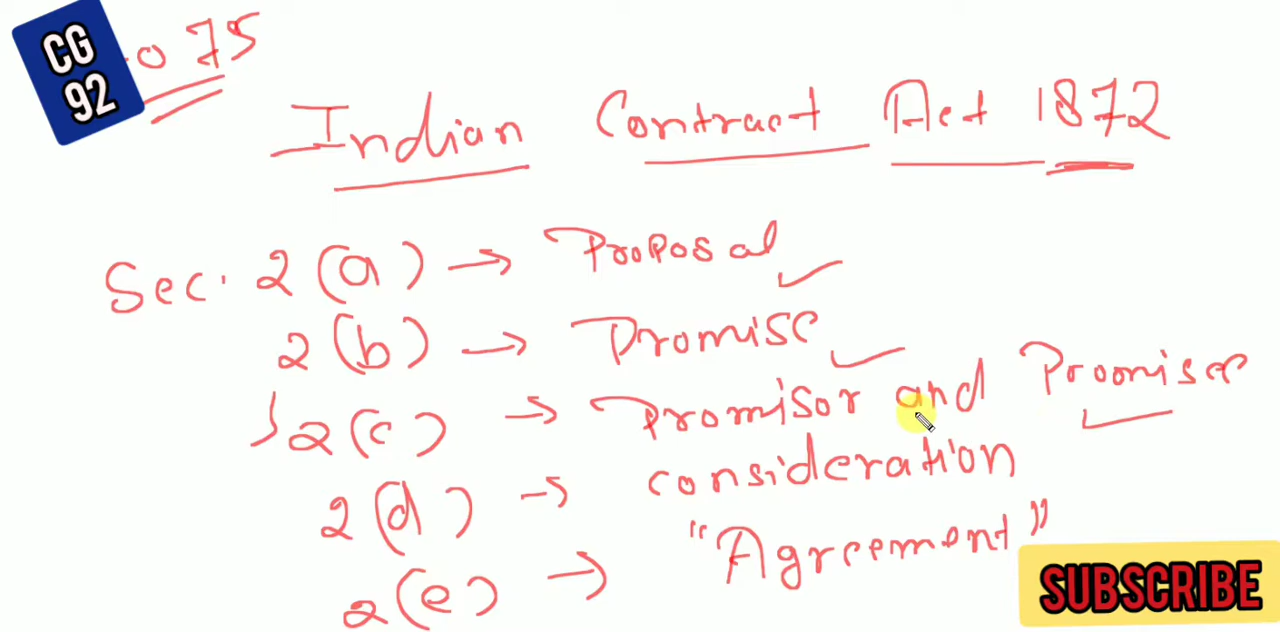 CG
92
o 75
Indian Contract Act 1872
Sec. 2(a) → Proposal
2(b) → Promise
2(c) → Promisor and Promisee
2(d) → consideration
2(e) → "Agreement"
SUBSCRIBE